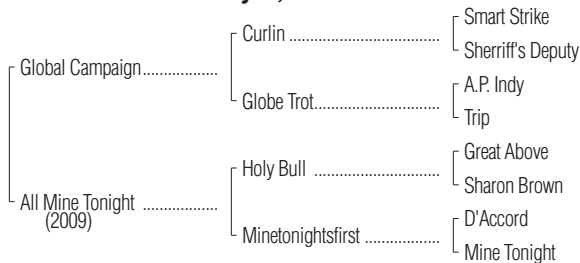 Smart Strike
Curlin ..............................
Sherriff's Deputy
Global Campaign..................
A.P. Indy
Globe Trot..........................
Trip
Great Above
Holy Bull ...........................
Sharon Brown
All Mine Tonight ..................
(2009)
D'Accord
Minetonightsfirst ..................
Mine Tonight